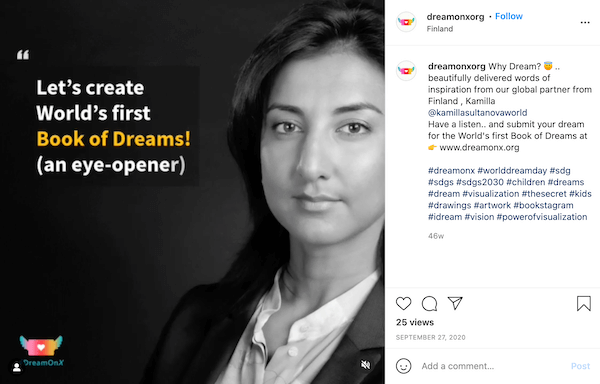 “
Let’s create
World’s first
Book of Dreams!
(an eye-opener)
DreamOnX
dreamonxorg • Follow
Finland
...
dreamonxorg Why Dream? 😇 ..
beautifully delivered words of
inspiration from our global partner from
Finland , Kamilla
@kamillasultanovaworld
Have a listen.. and submit your dream
for the World's first Book of Dreams at
👉 www.dreamonx.org
#dreamonx #worlddreamday #sdg
#sdgs #sdgs2030 #children #dreams
#dream #visualization #thesecret #kids
#drawings #artwork #bookstagram
#idream #vision #powerofvisualization
46w
25 views
SEPTEMBER 27, 2020
Add a comment... Post